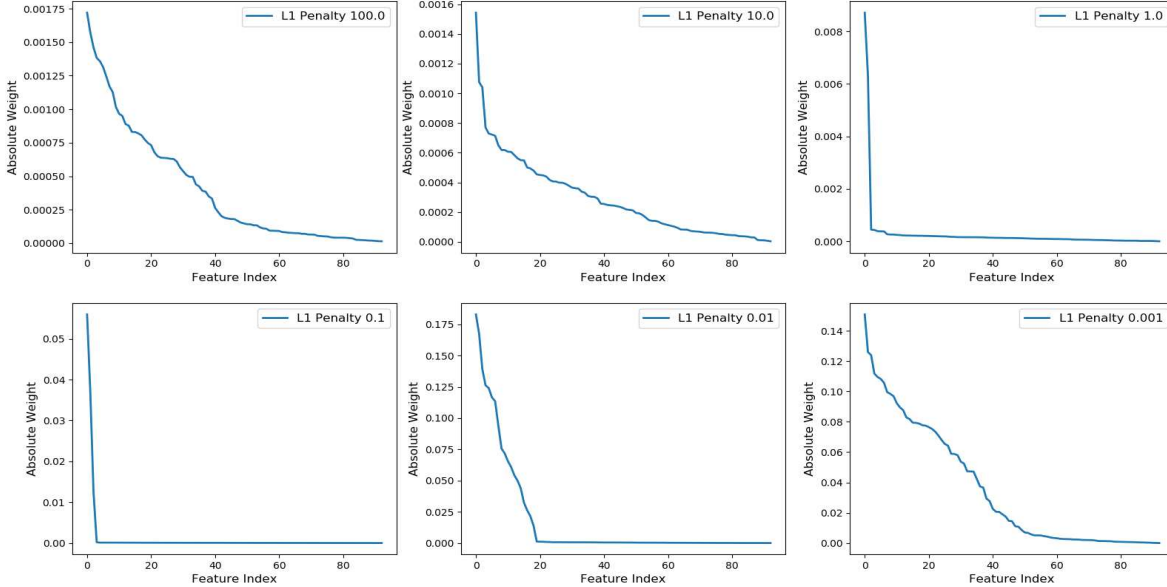 L1 Penalty 100.0
0.00175
0.00150
0.00125
0.00100
0.00075
0.00050
0.00025
0.00000
Absolute Weight
0 20 40 60 80
Feature Index
L1 Penalty 10.0
0.0016
0.0014
0.0012
0.0010
0.0008
0.0006
0.0004
0.0002
0.0000
Absolute Weight
0 20 40 60 80
Feature Index
L1 Penalty 1.0
0.008
0.006
0.004
0.002
0.000
Absolute Weight
0 20 40 60 80
Feature Index
L1 Penalty 0.1
0.05
0.04
0.03
0.02
0.01
0.00
Absolute Weight
0 20 40 60 80
Feature Index
L1 Penalty 0.01
0.175
0.150
0.125
0.100
0.075
0.050
0.025
0.000
Absolute Weight
0 20 40 60 80
Feature Index
L1 Penalty 0.001
0.14
0.12
0.10
0.08
0.06
0.04
0.02
0.00
Absolute Weight
0 20 40 60 80
Feature Index